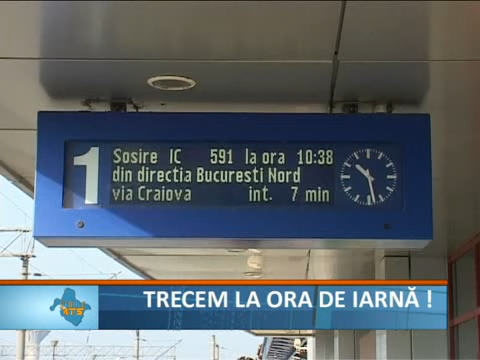 1
Sosire IC 591 la ora 10:38
din directia Bucuresti Nord
via Craiova int. 7 min
TRECEM LA ORA DE IARNĂ !